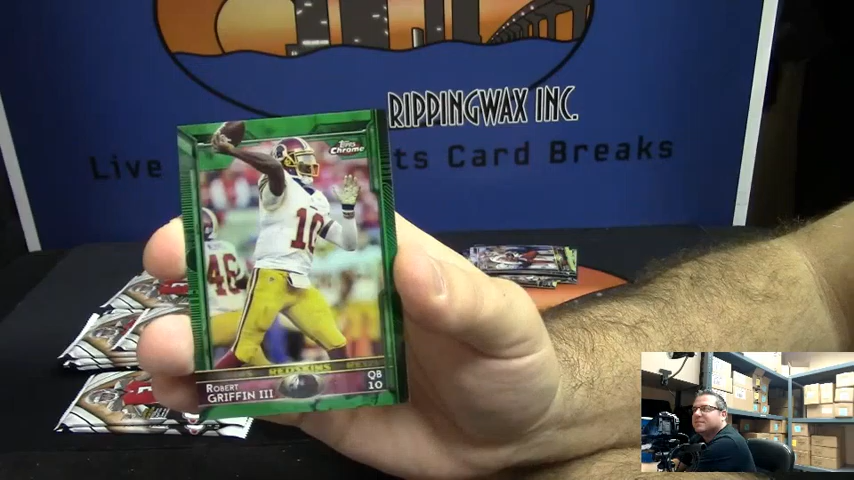 RIPPINGWAX INC.
Live ts Card Breaks
Topps
Chrome
10
46
REDSKINS
ROBERT
GRIFFIN III
QB
10